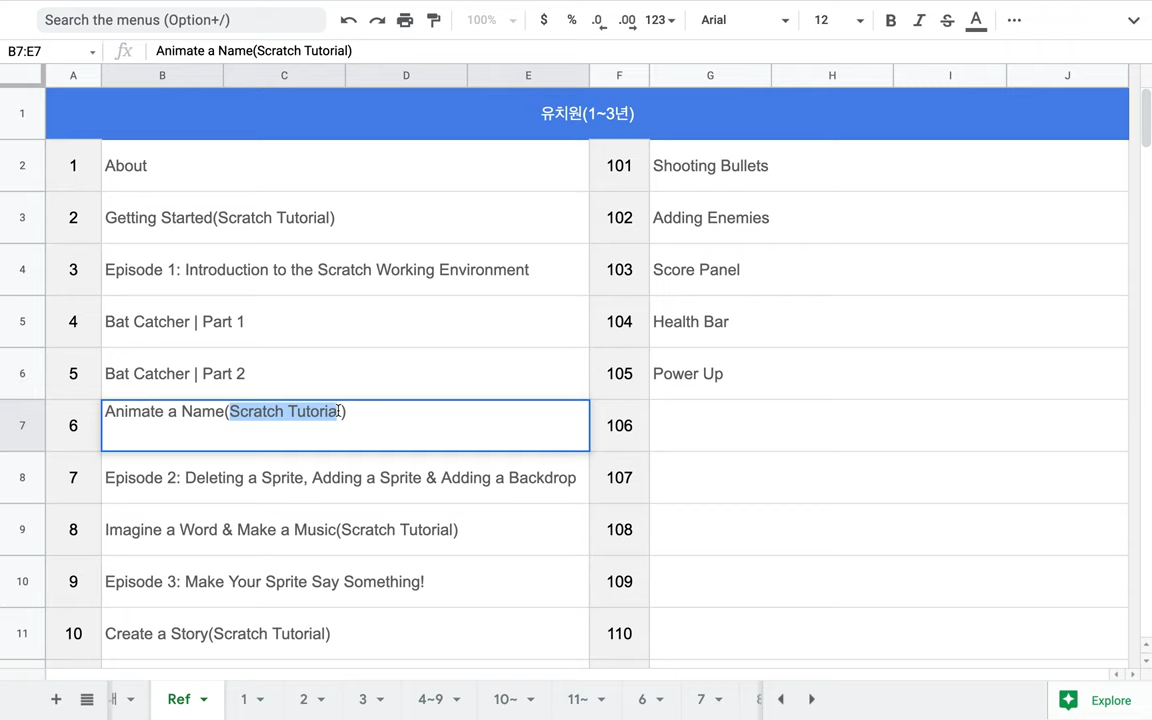 Search the menus (Option+/)
100%
$ % .0 .00 123
Arial
12
B I S A
B7:E7
fx
Animate a Name(Scratch Tutorial)
A B C D E F G H I J
1 유치원(1~3년)
2 1 About 101 Shooting Bullets
3 2 Getting Started(Scratch Tutorial) 102 Adding Enemies
4 3 Episode 1: Introduction to the Scratch Working Environment 103 Score Panel
5 4 Bat Catcher | Part 1 104 Health Bar
6 5 Bat Catcher | Part 2 105 Power Up
7 6 Animate a Name(Scratch Tutorial) 106
8 7 Episode 2: Deleting a Sprite, Adding a Sprite & Adding a Backdrop 107
9 8 Imagine a Word & Make a Music(Scratch Tutorial) 108
10 9 Episode 3: Make Your Sprite Say Something! 109
11 10 Create a Story(Scratch Tutorial) 110
Ref 1 2 3 4~9 10~ 11~ 6 7
Explore